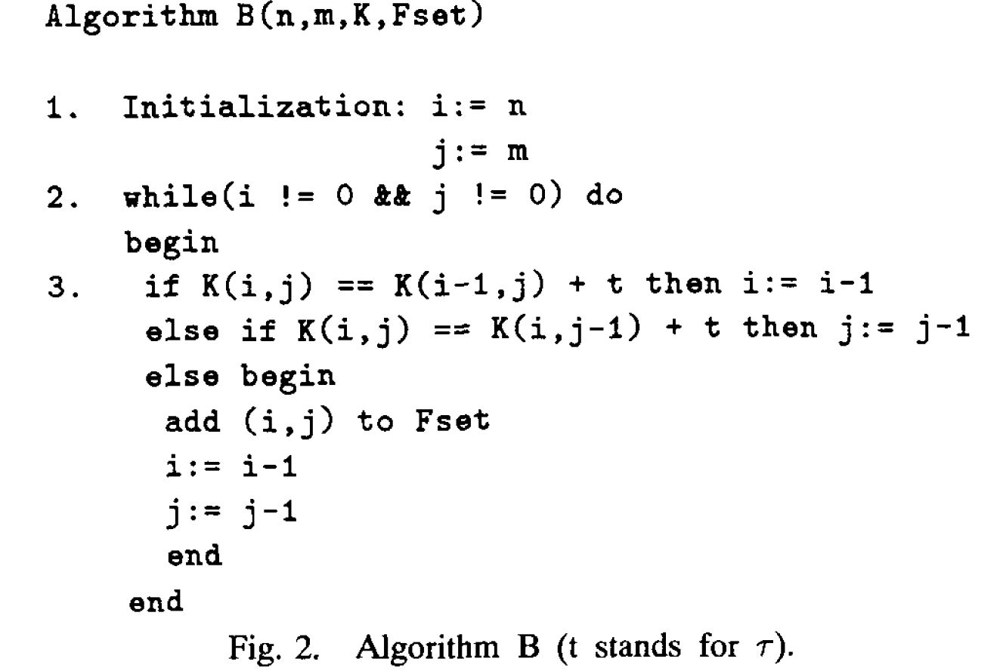 Algorithm B(n,m,K,Fset)
1. Initialization: i:= n
j:= m
2. while(i != 0 && j != 0) do
begin
3. if K(i,j) == K(i-1,j) + t then i:= i-1
else if K(i,j) == K(i,j-1) + t then j:= j-1
else begin
add (i,j) to Fset
i:= i-1
j:= j-1
end
end
Fig. 2. Algorithm B (t stands for τ).